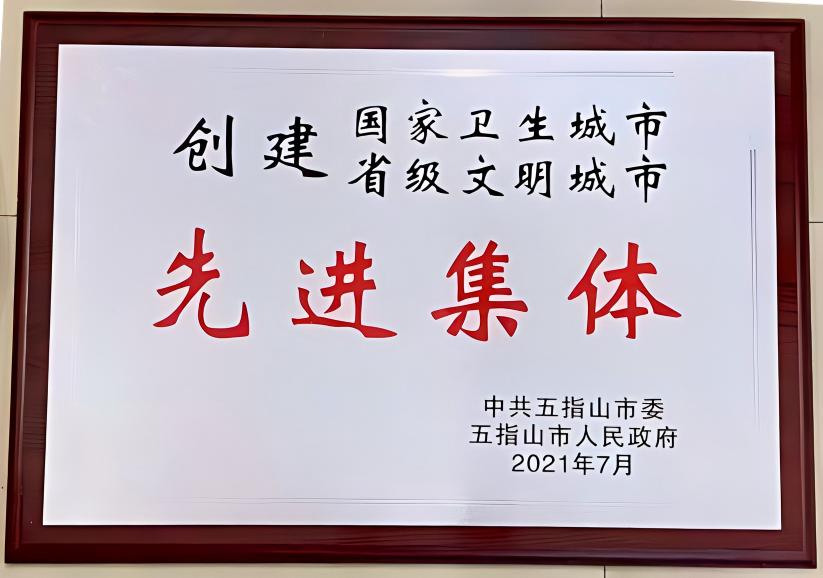 创建 国家卫生城市
省级文明城市
先进集体
中共五指山市委
五指山市人民政府
2021年7月